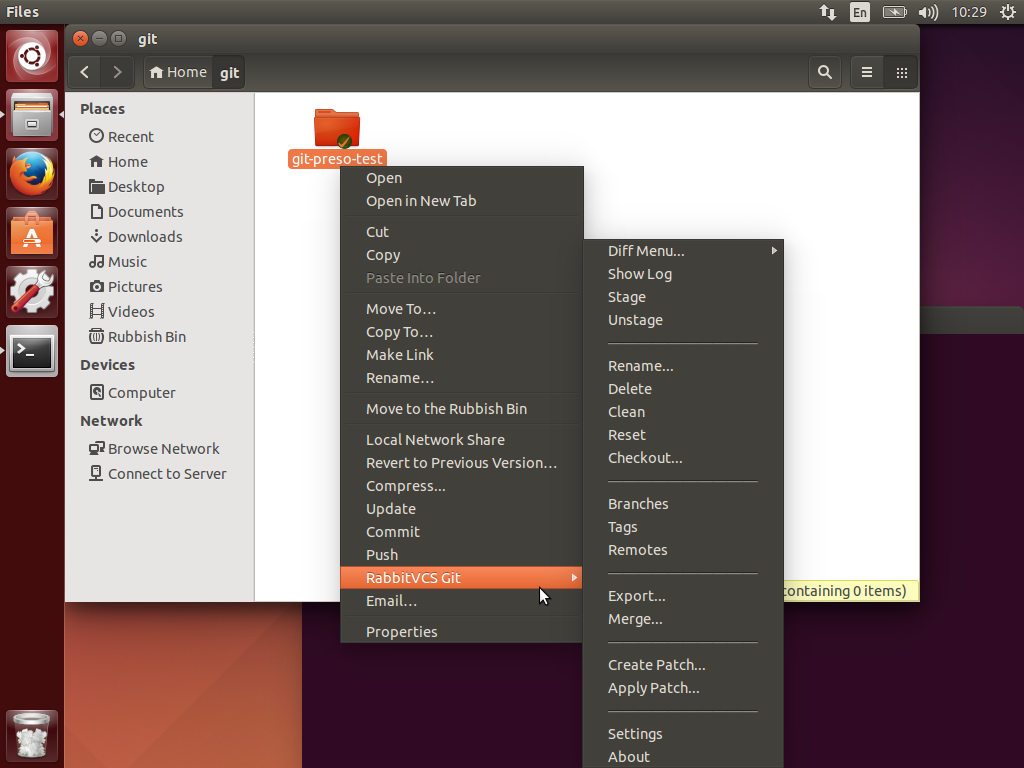 Files
En
10:29
git
Home
git
Places
Recent
Home
Desktop
Documents
Downloads
Music
Pictures
Videos
Rubbish Bin
Devices
Computer
Network
Browse Network
Connect to Server
git-preso-test
Open
Open in New Tab
Cut
Copy
Paste Into Folder
Move To…
Copy To…
Make Link
Rename…
Move to the Rubbish Bin
Local Network Share
Revert to Previous Version…
Compress...
Update
Commit
Push
RabbitVCS Git
Email…
Properties
Diff Menu...
Show Log
Stage
Unstage
Rename...
Delete
Clean
Reset
Checkout...
Branches
Tags
Remotes
Export...
Merge...
Create Patch...
Apply Patch...
Settings
About
containing 0 items)